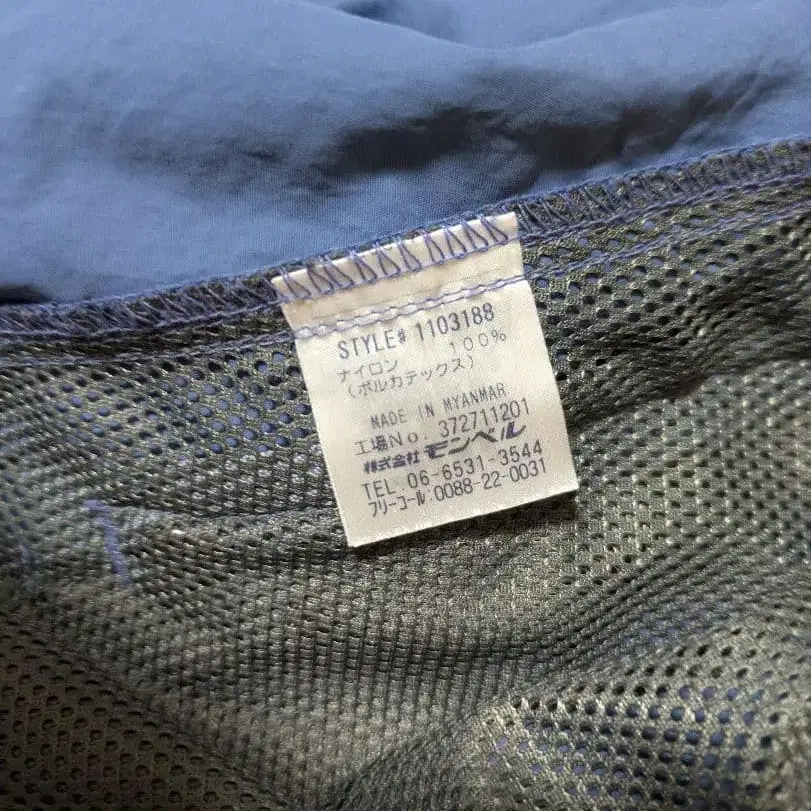 STYLE# 1103188
ナイロン 100%
(ポルカテックス)
MADE IN MYANMAR
工場No. 372711201
株式会社 モンベル
TEL.06-6531-3544
フリーコール:0088-22-0031